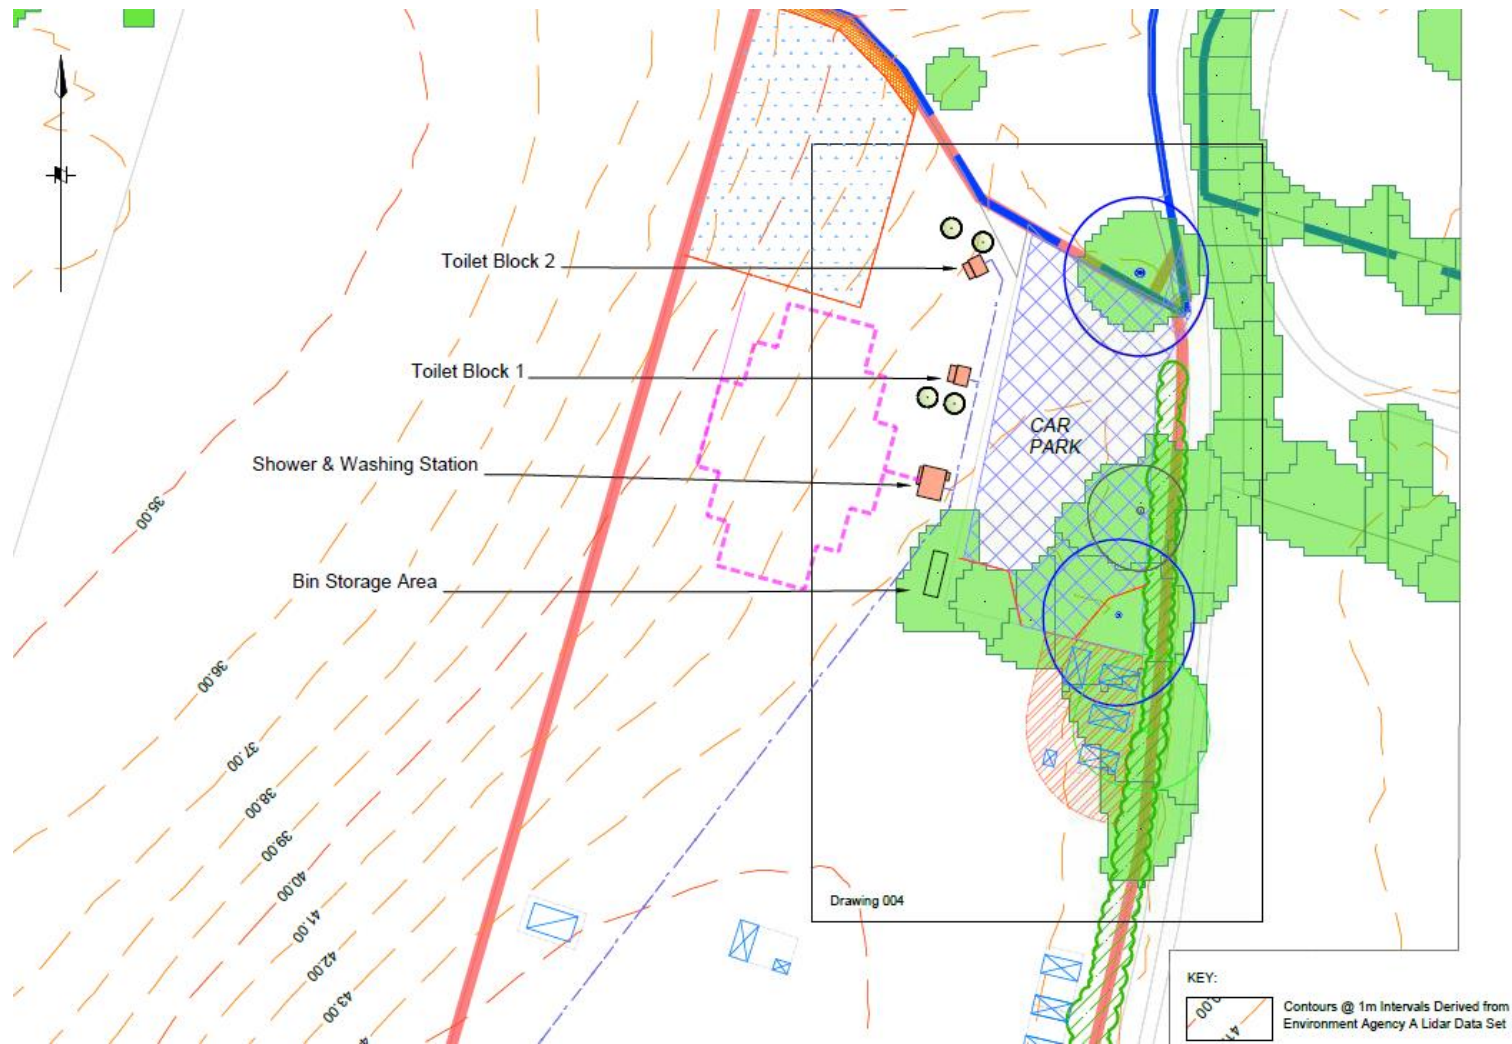 Toilet Block 2
Toilet Block 1
CAR
PARK
Shower & Washing Station
Bin Storage Area
35.00
36.00
37.00
38.00
39.00
40.00
41.00
42.00
43.00
Drawing 004
KEY:
Contours @ 1m Intervals Derived from
Environment Agency A Lidar Data Set